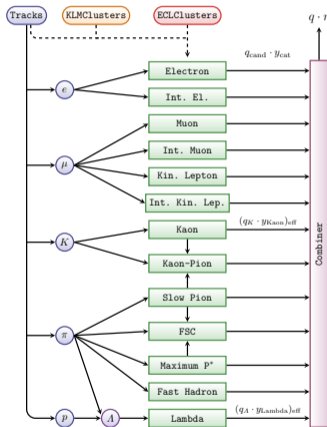 Tracks KLMClusters ECLClusters q · r
Electron q_cand · y_cat
e
Int. El.
Muon
Int. Muon
μ
Kin. Lepton
Int. Kin. Lep.
Kaon (q_K · y_Kaon)_eff
K
Kaon-Pion
Combiner
Slow Pion
π FSC
Maximum P*
Fast Hadron
p Λ Lambda (q_Λ · y_Lambda)_eff